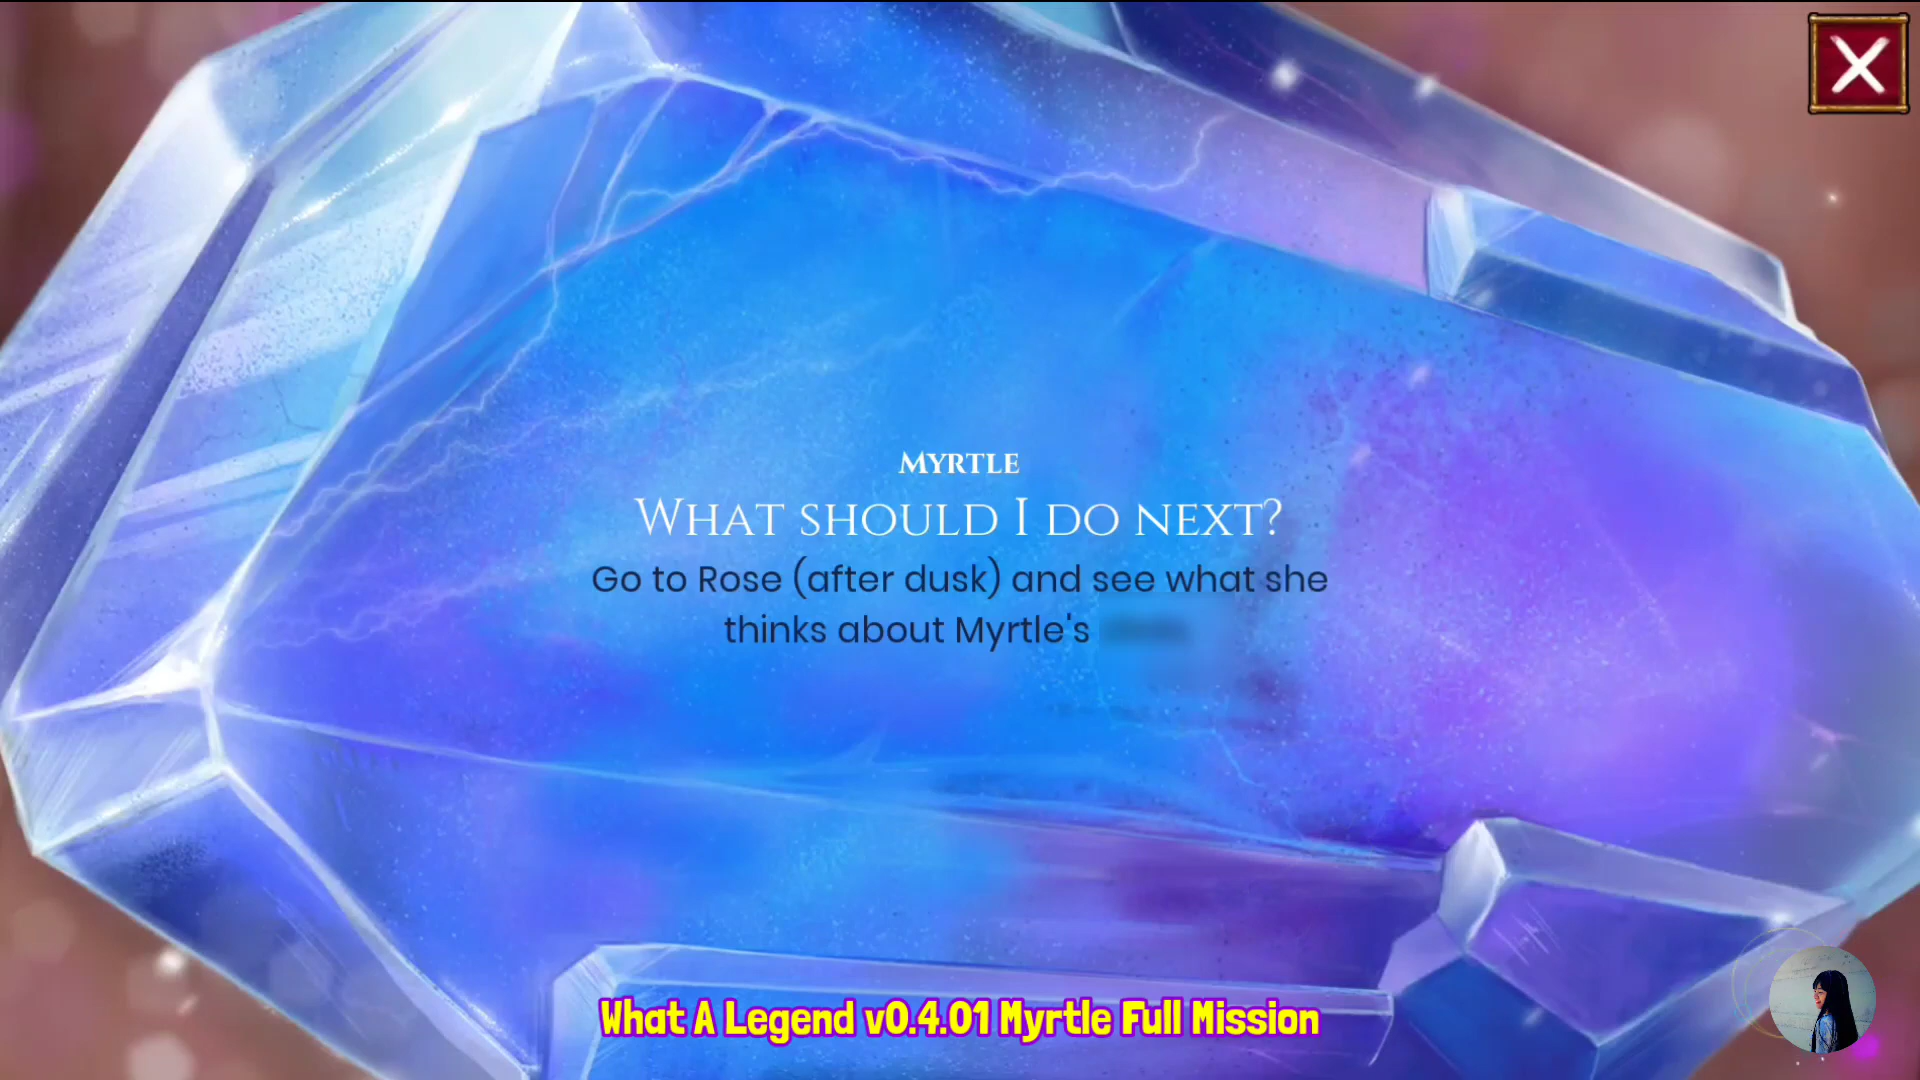 MYRTLE
WHAT SHOULD I DO NEXT?
Go to Rose (after dusk) and see what she
thinks about Myrtle's
What A Legend v0.4.01 Myrtle Full Mission